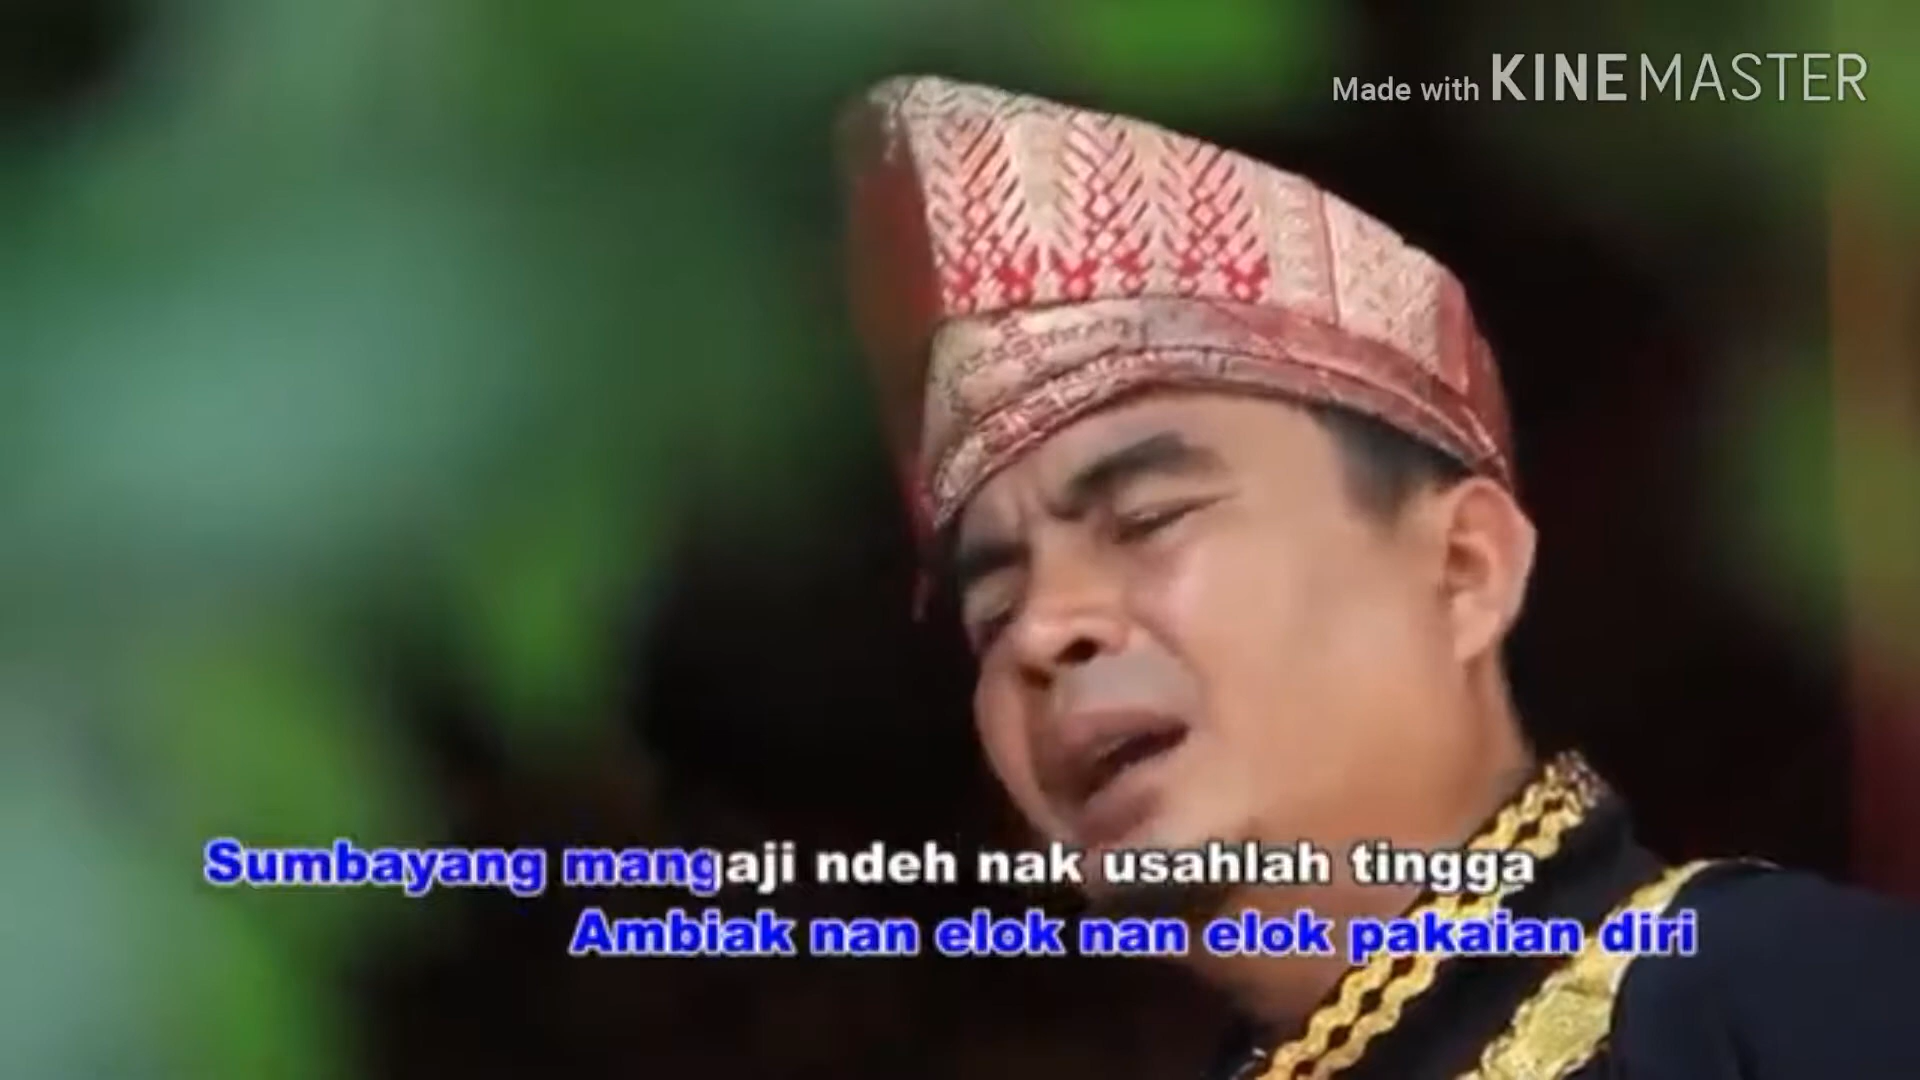 Made with KINEMASTER
Sumbayang mangaji ndeh nak usahlah tingga
Ambiak nan elok nan elok pakaian diri